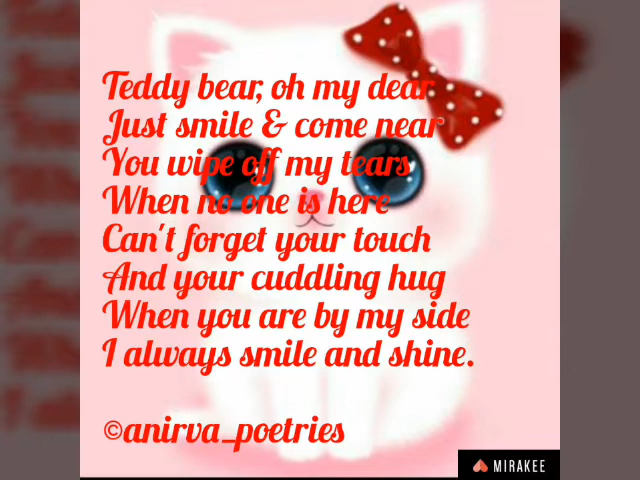 Teddy bear, oh my dear
Just smile & come near
You wipe off my tears
When no one is here
Can't forget your touch
And your cuddling hug
When you are by my side
I always smile and shine.
©anirva_poetries
MIRAKEE